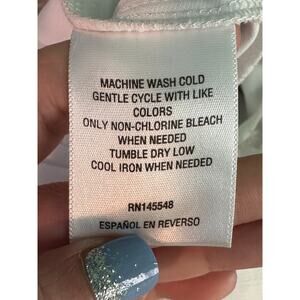 MACHINE WASH COLD
GENTLE CYCLE WITH LIKE
COLORS
ONLY NON-CHLORINE BLEACH
WHEN NEEDED
TUMBLE DRY LOW
COOL IRON WHEN NEEDED
RN145548
ESPAÑOL EN REVERSO